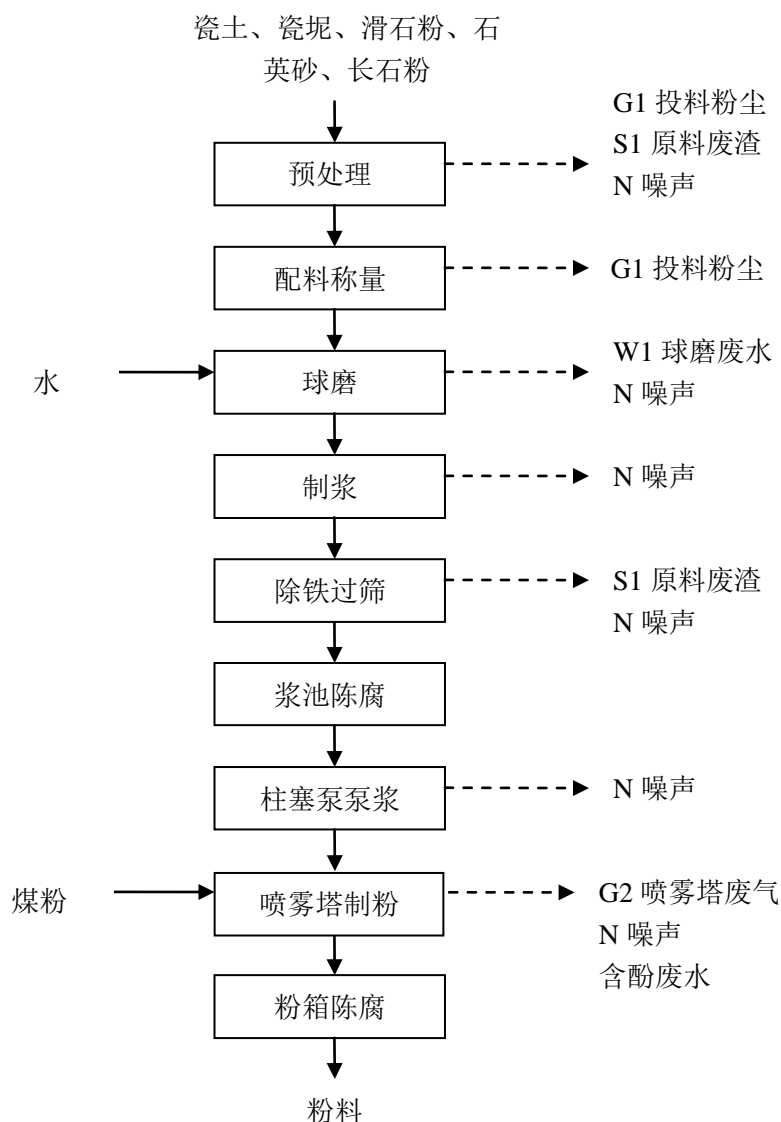 瓷土、瓷坭、滑石粉、石
英砂、长石粉
G1 投料粉尘
S1 原料废渣
N 噪声
预处理
配料称量
G1 投料粉尘
水
球磨
W1 球磨废水
N 噪声
制浆
N 噪声
除铁过筛
S1 原料废渣
N 噪声
浆池陈腐
柱塞泵泵浆
N 噪声
煤粉
喷雾塔制粉
G2 喷雾塔废气
N 噪声
含酚废水
粉箱陈腐
粉料